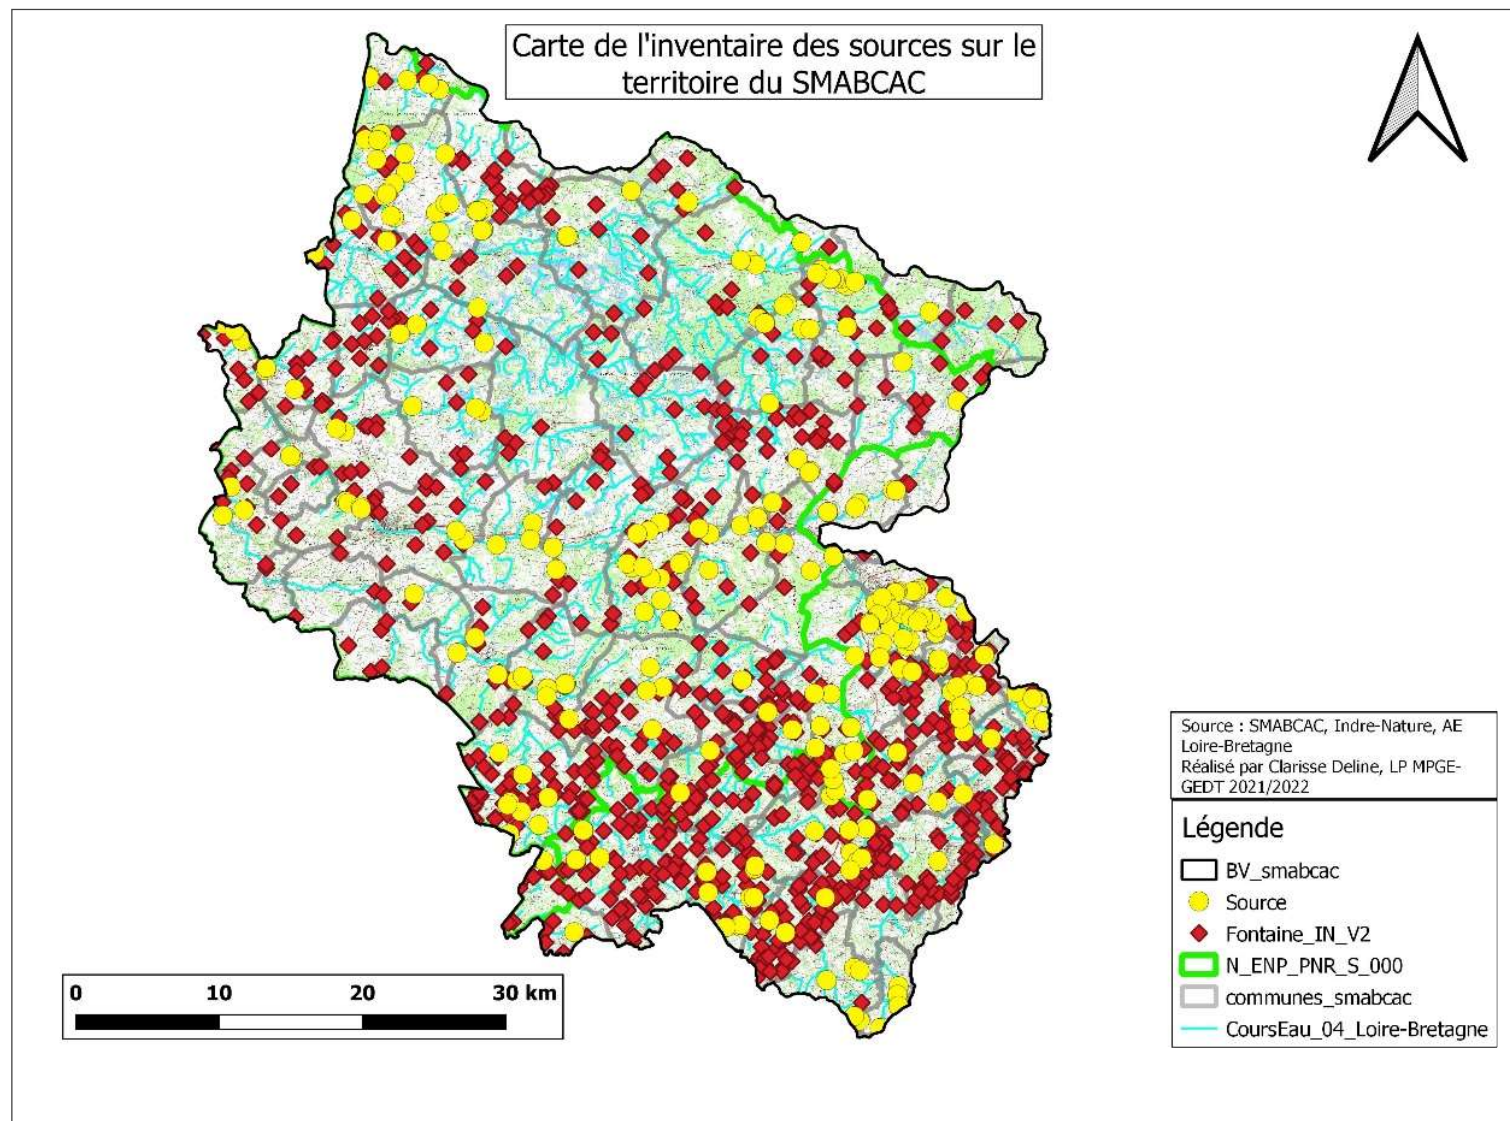 Carte de l'inventaire des sources sur le
territoire du SMABCAC
Source : SMABCAC, Indre-Nature, AE
Loire-Bretagne
Réalisé par Clarisse Deline, LP MPGE-
GEDT 2021/2022
Légende
BV_smabcac
Source
Fontaine_IN_V2
N_ENP_PNR_S_000
communes_smabcac
CoursEau_04_Loire-Bretagne
0 10 20 30 km